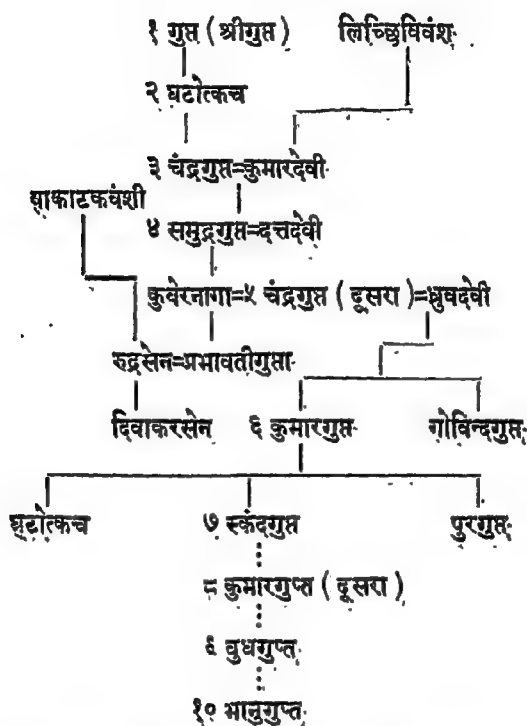 १ गुप्त (श्रीगुप्त) लिच्छिविवंश
२ घटोत्कच
३ चंद्रगुप्त=कुमारदेवी
वाकाटकवंशी
४ समुद्रगुप्त=दत्तदेवी
कुवेरनागा=५ चंद्रगुप्त (दूसरा)=ध्रुवदेवी
रुद्रसेन=प्रभावतीगुप्ता
दिवाकरसेन ६ कुमारगुप्त गोविन्दगुप्त
घटोत्कच ७ स्कंदगुप्त पुरगुप्त
८ कुमारगुप्त (दूसरा)
९ वुधगुप्त
१० भानुगुप्त